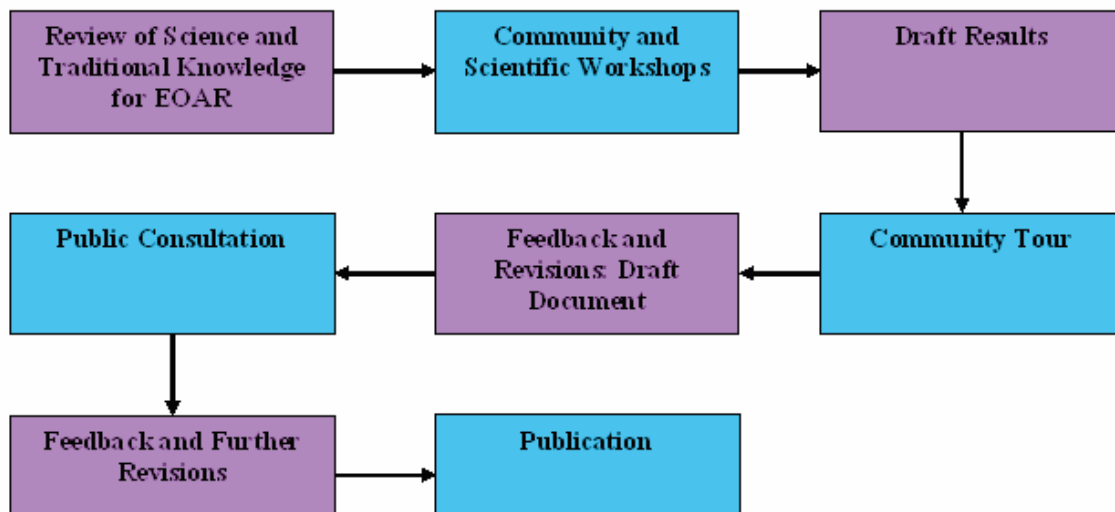 Review of Science and
Traditional Knowledge
for EOAR
Community and
Scientific Workshops
Draft Results
Public Consultation
Feedback and
Revisions: Draft
Document
Community Tour
Feedback and Further
Revisions
Publication